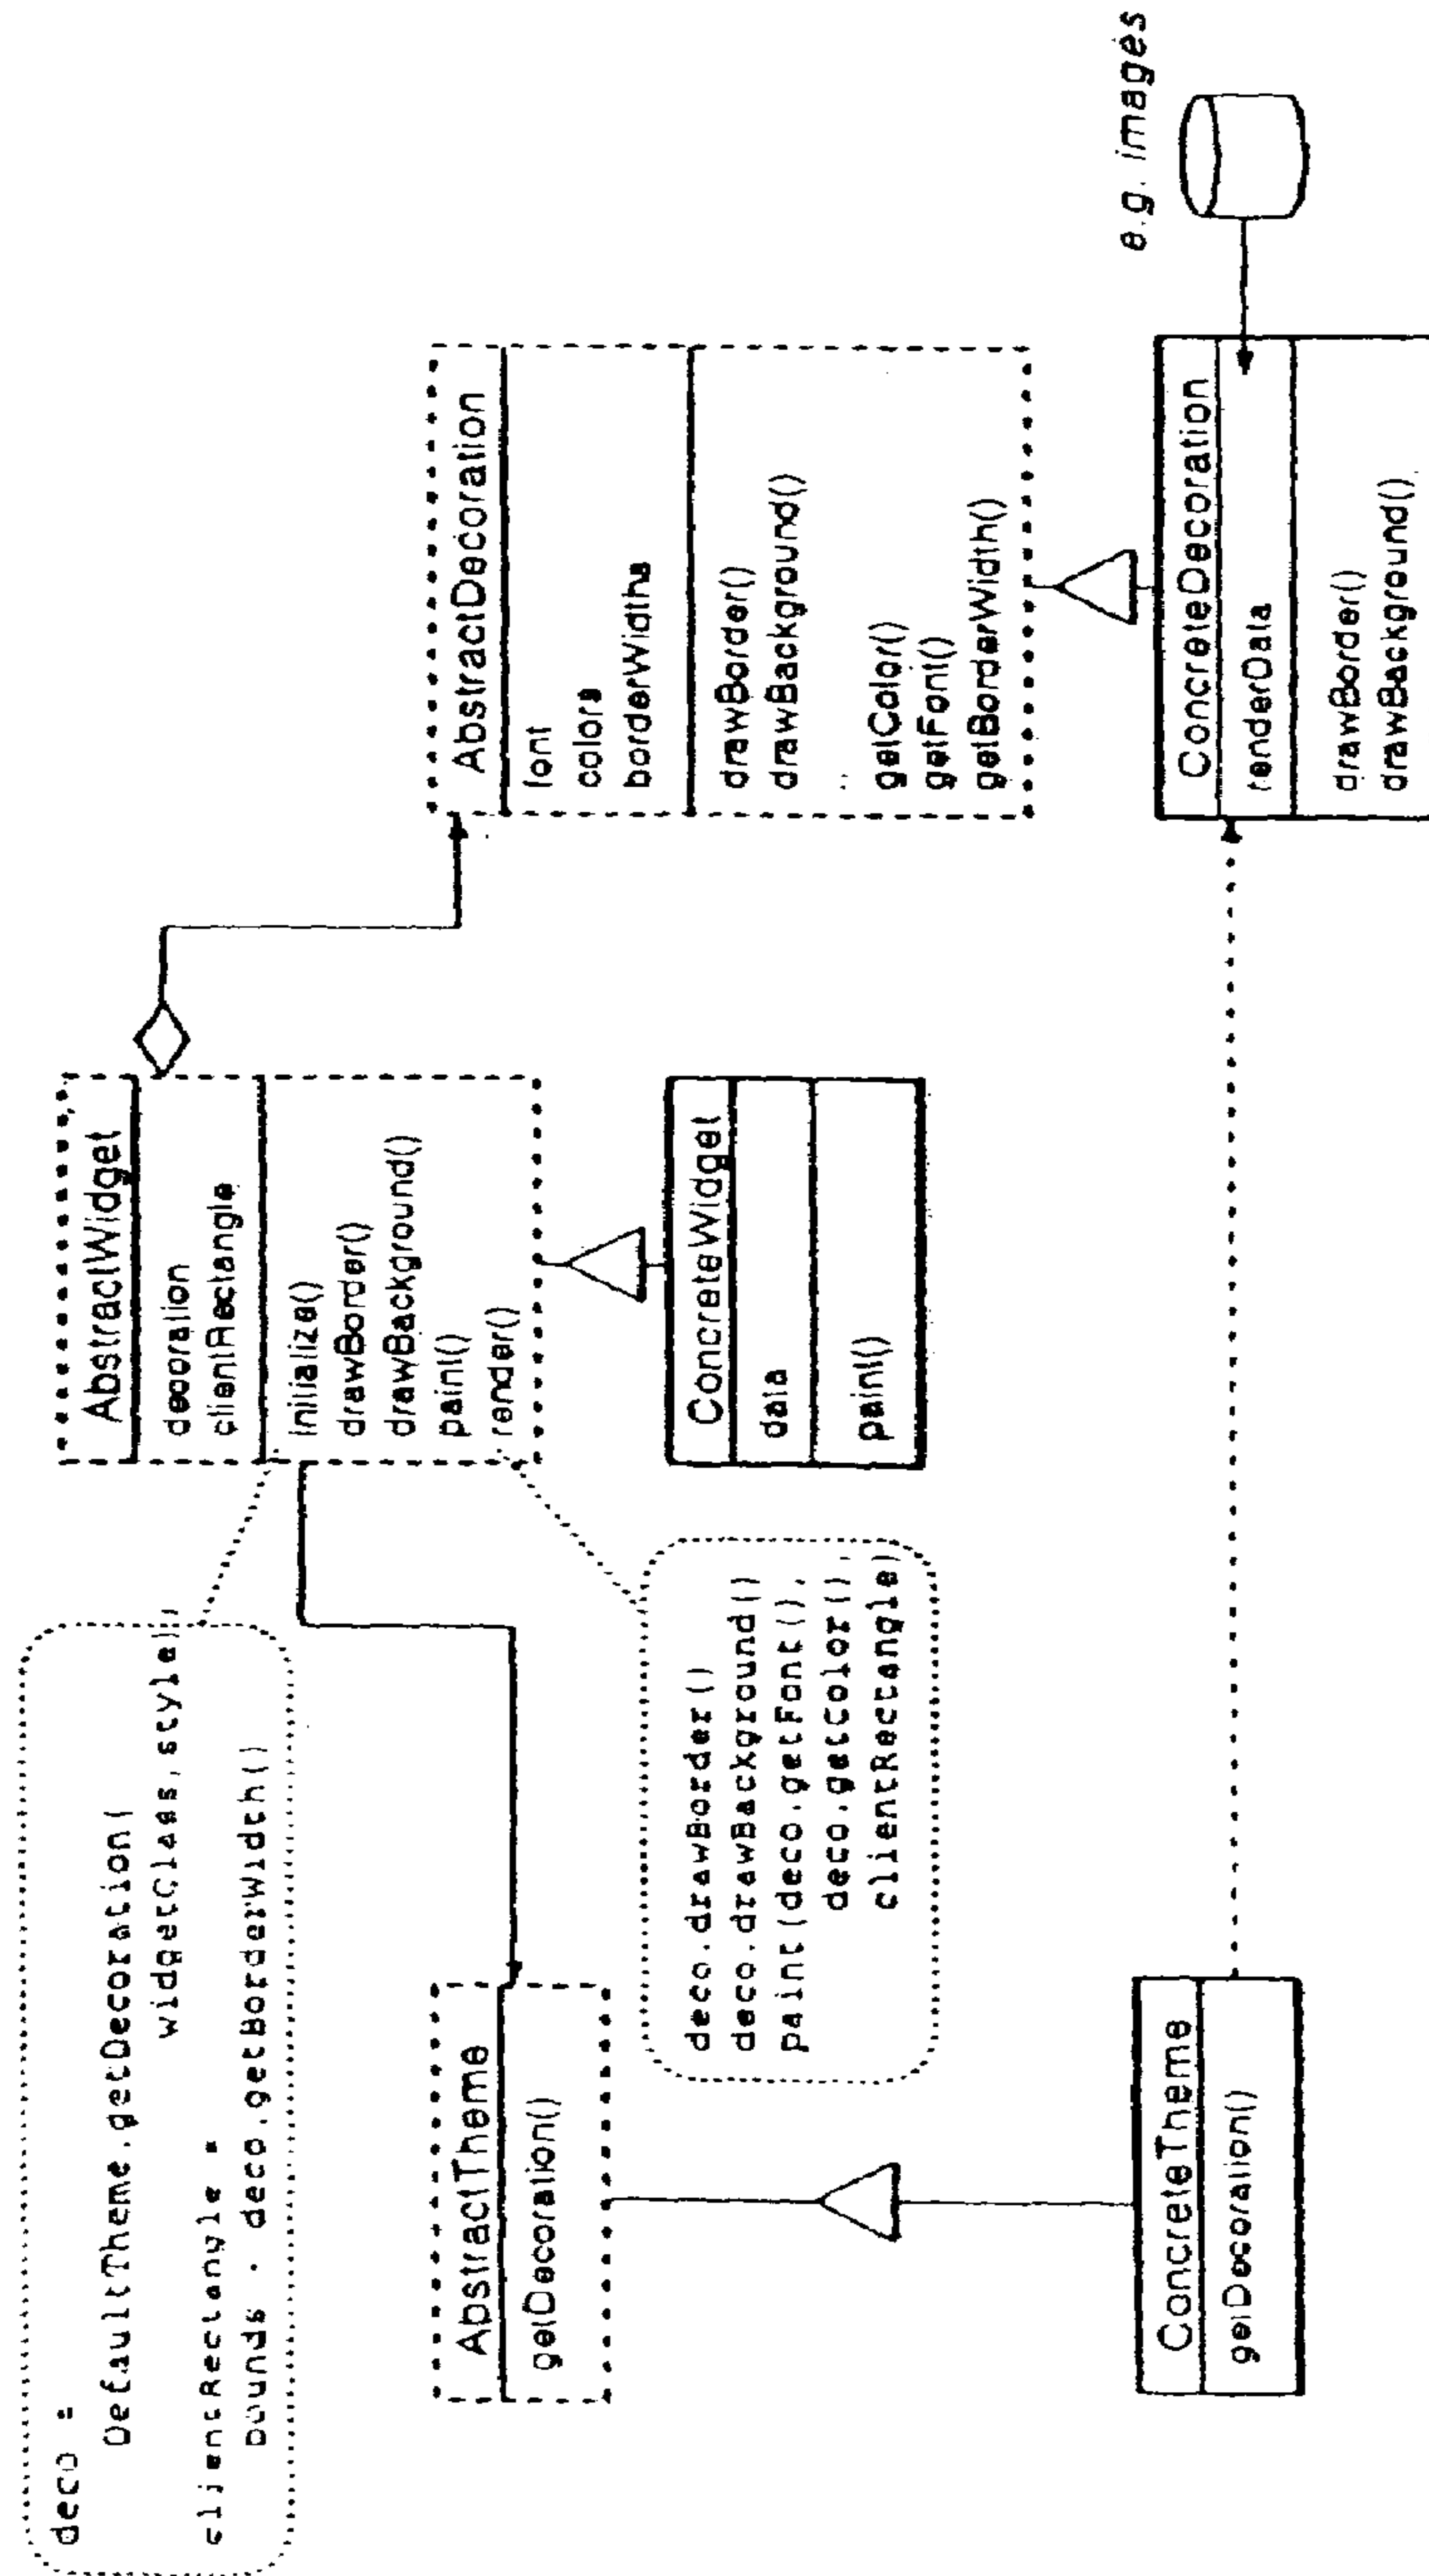 deco =
DefaultTheme.getDecoration(
widgetClass,style);
clientRectangle =
bounds - deco.getBorderWidth()
AbstractWidget
decoration
clientRectangle
initialize()
drawBorder()
drawBackground()
paint()
render()
AbstractTheme
getDecoration()
AbstractDecoration
font
colors
borderWidths
drawBorder()
drawBackground()
..
getColor()
getFont()
getBorderWidth()
deco.drawBorder()
deco.drawBackground()
paint(deco.getFont(),
deco.getColor(),
clientRectangle)
ConcreteWidget
data
paint()
ConcreteTheme
getDecoration()
ConcreteDecoration
renderData
drawBorder()
drawBackground()
e.g. images